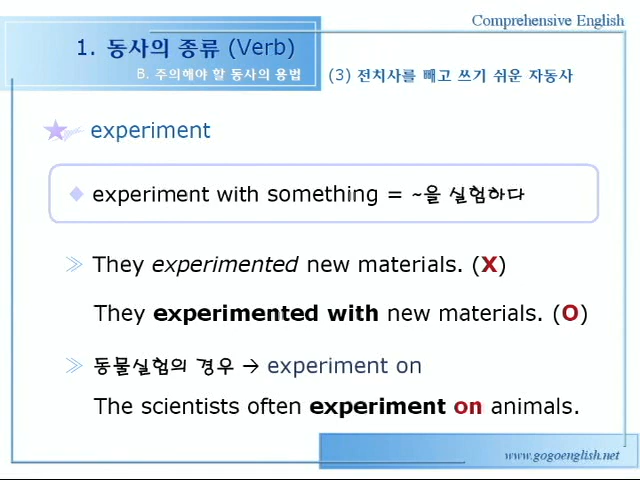 Comprehensive English
1. 동사의 종류 (Verb)
B. 주의해야 할 동사의 용법
(3) 전치사를 빼고 쓰기 쉬운 자동사
experiment
experiment with something = ~을 실험하다
They experimented new materials. (X)
They experimented with new materials. (O)
동물실험의 경우 → experiment on
The scientists often experiment on animals.
www.gogoenglish.net